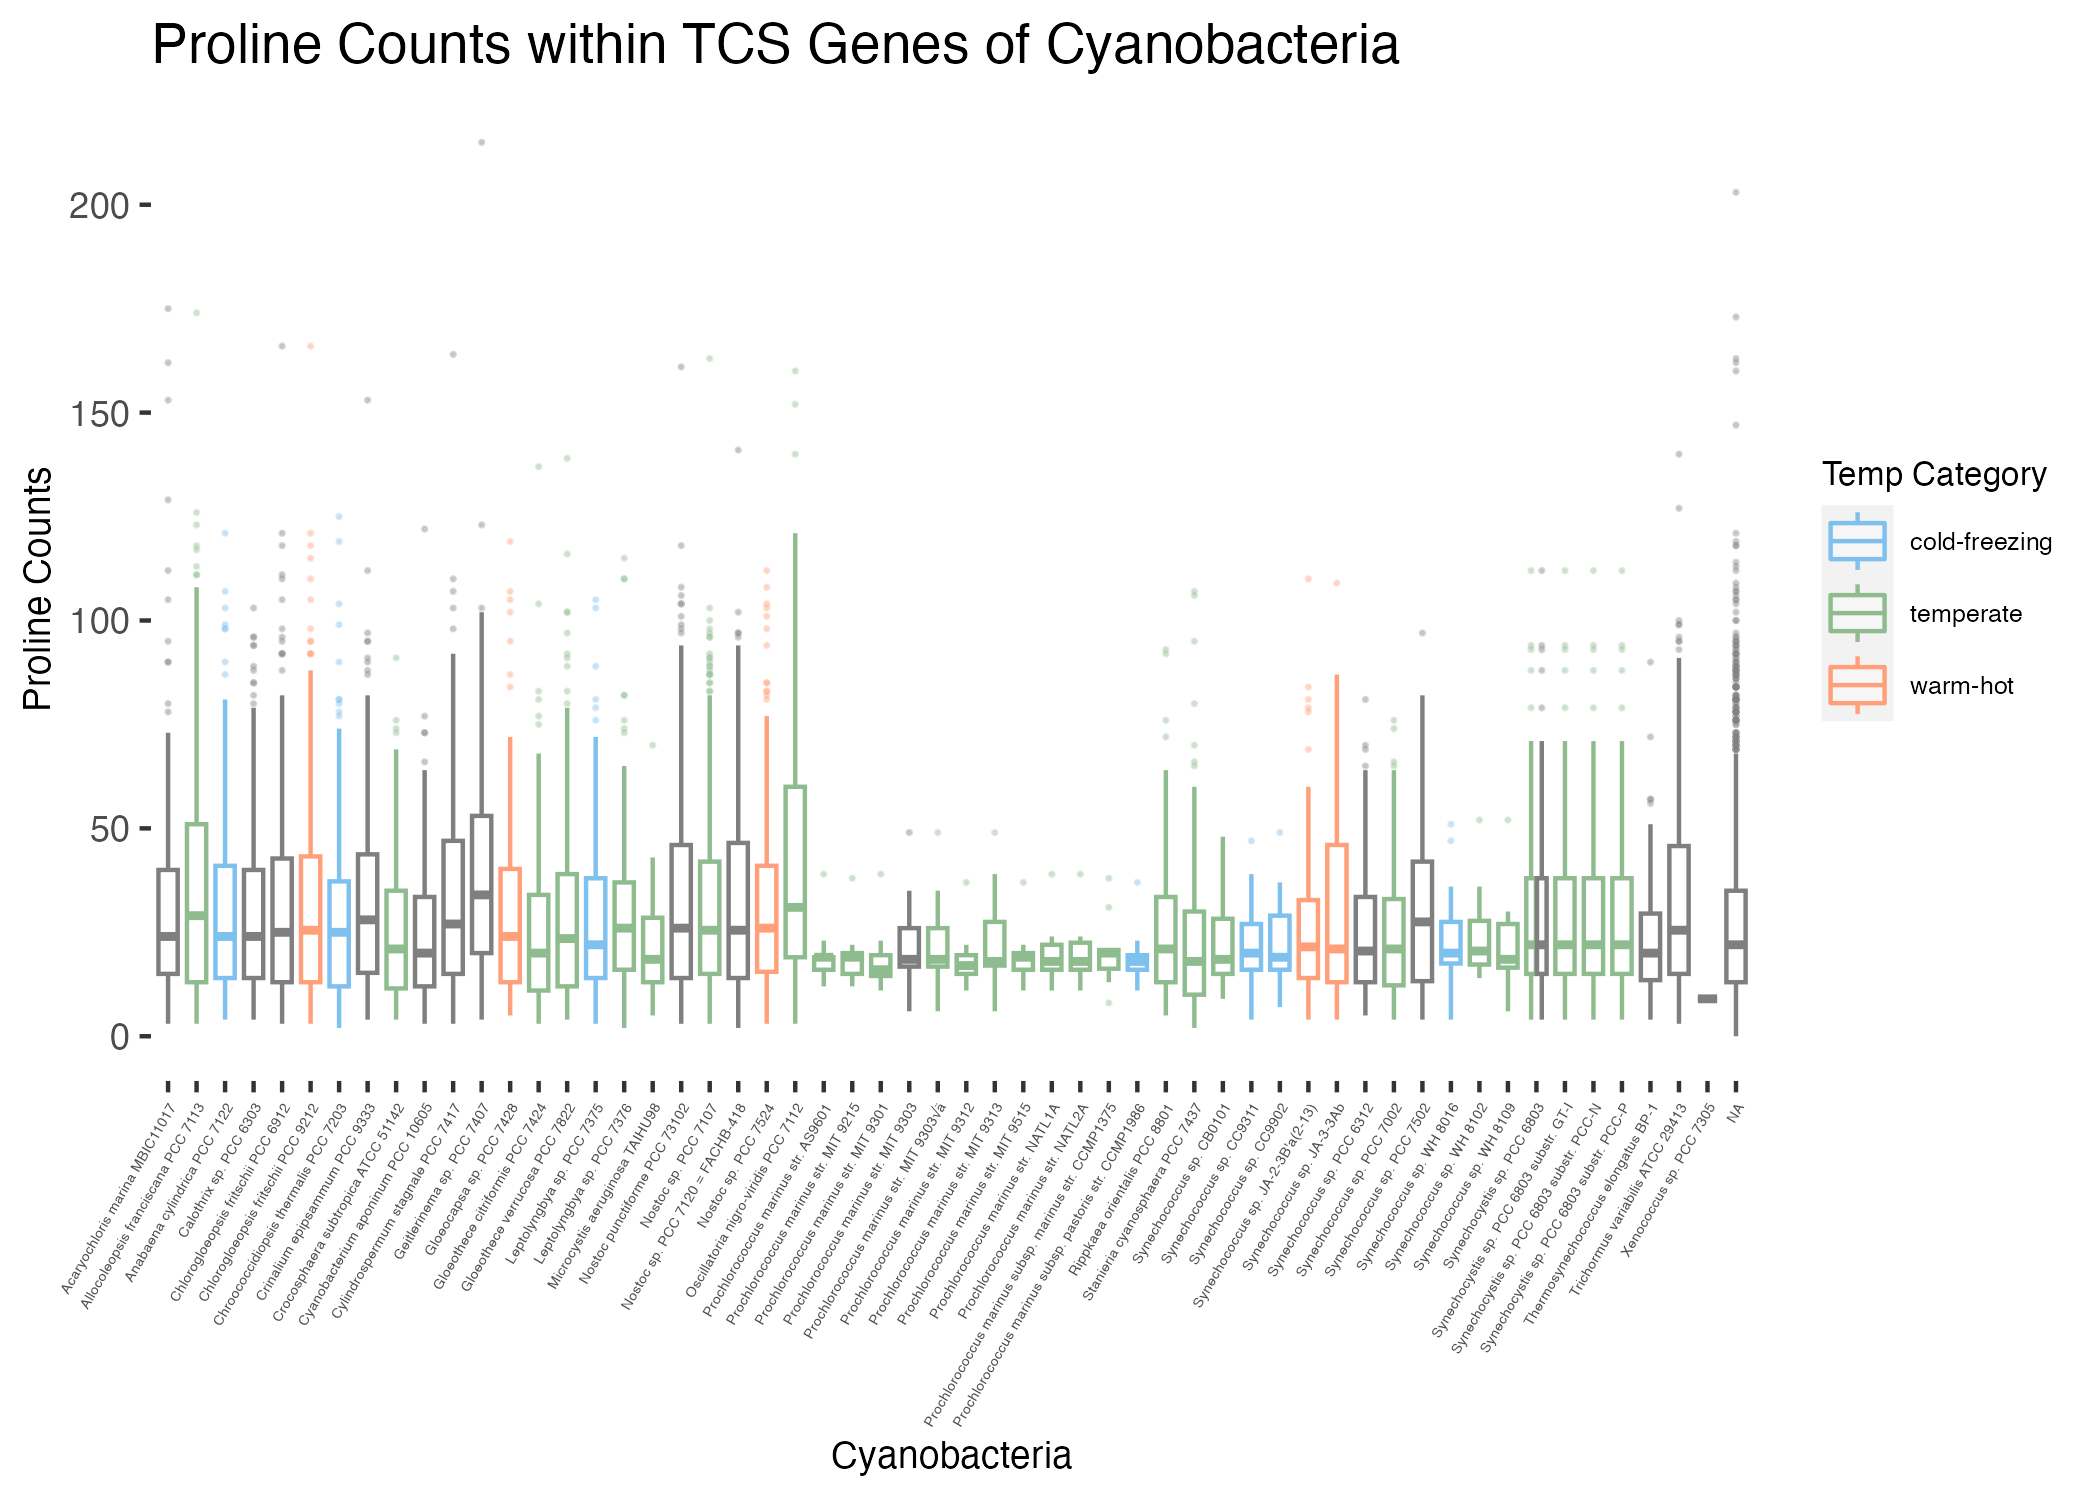 Proline Counts within TCS Genes of Cyanobacteria
Proline Counts
200
150
100
50
0
Acaryochloris marina MBIC11017
Allocoleopsis franciscana PCC 7113
Anabaena cylindrica PCC 7122
Calothrix sp. PCC 6303
Chlorogloeopsis fritschii PCC 6912
Chlorogloeopsis fritschii PCC 9212
Chroococcidiopsis thermalis PCC 7203
Crinalium epipsammum PCC 9333
Crocosphaera subtropica ATCC 51142
Cyanobacterium aponinum PCC 10605
Cylindrospermum stagnale PCC 7417
Geitlerinema sp. PCC 7407
Gloeocapsa sp. PCC 7428
Gloeothece citriformis PCC 7424
Gloeothece verrucosa PCC 7822
Leptolyngbya sp. PCC 7375
Leptolyngbya sp. PCC 7376
Microcystis aeruginosa TAIHU98
Nostoc punctiforme PCC 73102
Nostoc sp. PCC 7107
Nostoc sp. PCC 7120 = FACHB-418
Nostoc sp. PCC 7524
Oscillatoria nigro-viridis PCC 7112
Prochlorococcus marinus str. AS9601
Prochlorococcus marinus str. MIT 9215
Prochlorococcus marinus str. MIT 9301
Prochlorococcus marinus str. MIT 9303
Prochlorococcus marinus str. MIT 9303√ä
Prochlorococcus marinus str. MIT 9312
Prochlorococcus marinus str. MIT 9313
Prochlorococcus marinus str. MIT 9515
Prochlorococcus marinus str. NATL1A
Prochlorococcus marinus str. NATL2A
Prochlorococcus marinus subsp. marinus str. CCMP1375
Prochlorococcus marinus subsp. pastoris str. CCMP1986
Rippkaea orientalis PCC 8801
Stanieria cyanosphaera PCC 7437
Synechococcus sp. CB0101
Synechococcus sp. CC9311
Synechococcus sp. CC9902
Synechococcus sp. JA-2-3B'a(2-13)
Synechococcus sp. JA-3-3Ab
Synechococcus sp. PCC 6312
Synechococcus sp. PCC 7002
Synechococcus sp. PCC 7502
Synechococcus sp. WH 8016
Synechococcus sp. WH 8102
Synechococcus sp. WH 8109
Synechocystis sp. PCC 6803
Synechocystis sp. PCC 6803 substr. GT-I
Synechocystis sp. PCC 6803 substr. PCC-N
Synechocystis sp. PCC 6803 substr. PCC-P
Thermosynechococcus elongatus BP-1
Trichormus variabilis ATCC 29413
Xenococcus sp. PCC 7305
NA
Cyanobacteria
Temp Category
cold-freezing
temperate
warm-hot